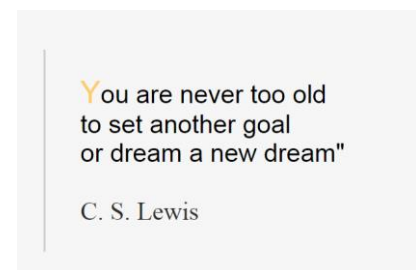 You are never too old
to set another goal
or dream a new dream"
C. S. Lewis